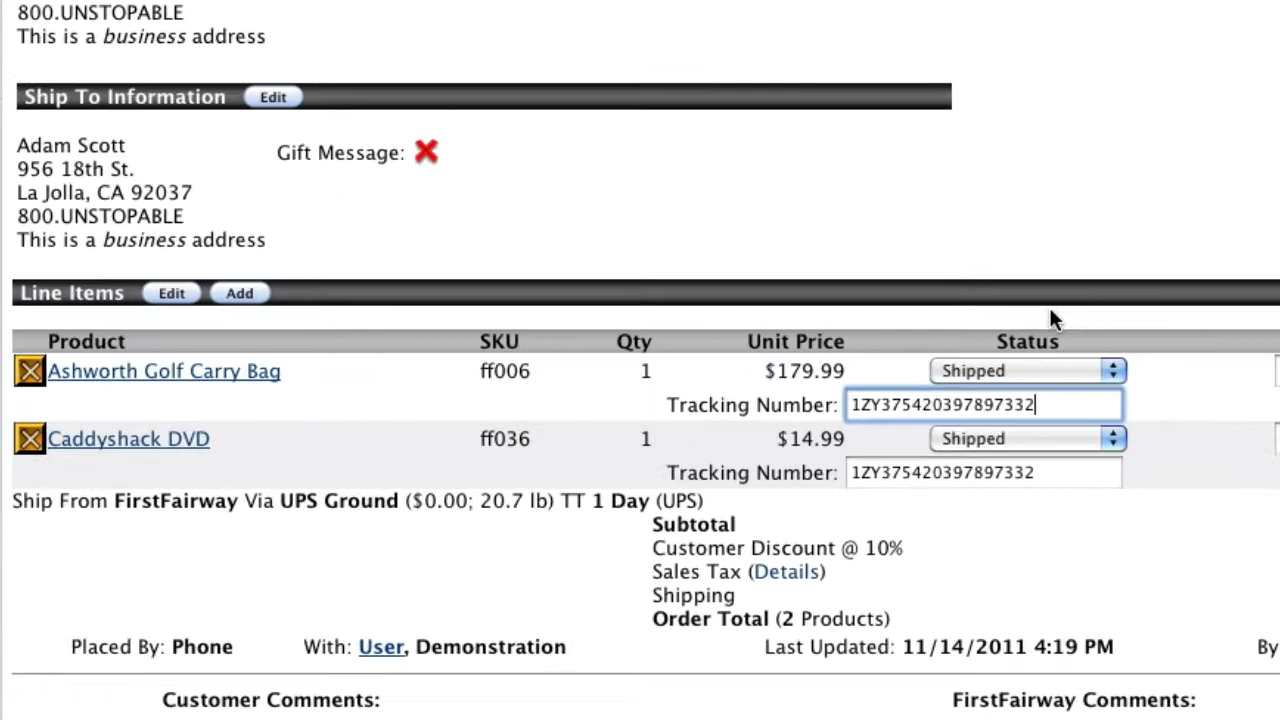 800.UNSTOPABLE
This is a business address
Ship To Information Edit
Adam Scott
956 18th St.
La Jolla, CA 92037
800.UNSTOPABLE
This is a business address
Gift Message:
Line Items Edit Add
Product SKU Qty Unit Price Status
Ashworth Golf Carry Bag ff006 1 $179.99 Shipped
Tracking Number: 1ZY375420397897332
Caddyshack DVD ff036 1 $14.99 Shipped
Tracking Number: 1ZY375420397897332
Ship From FirstFairway Via UPS Ground ($0.00; 20.7 lb) TT 1 Day (UPS)
Subtotal
Customer Discount @ 10%
Sales Tax (Details)
Shipping
Order Total (2 Products)
Placed By: Phone With: User, Demonstration Last Updated: 11/14/2011 4:19 PM By
Customer Comments: FirstFairway Comments: